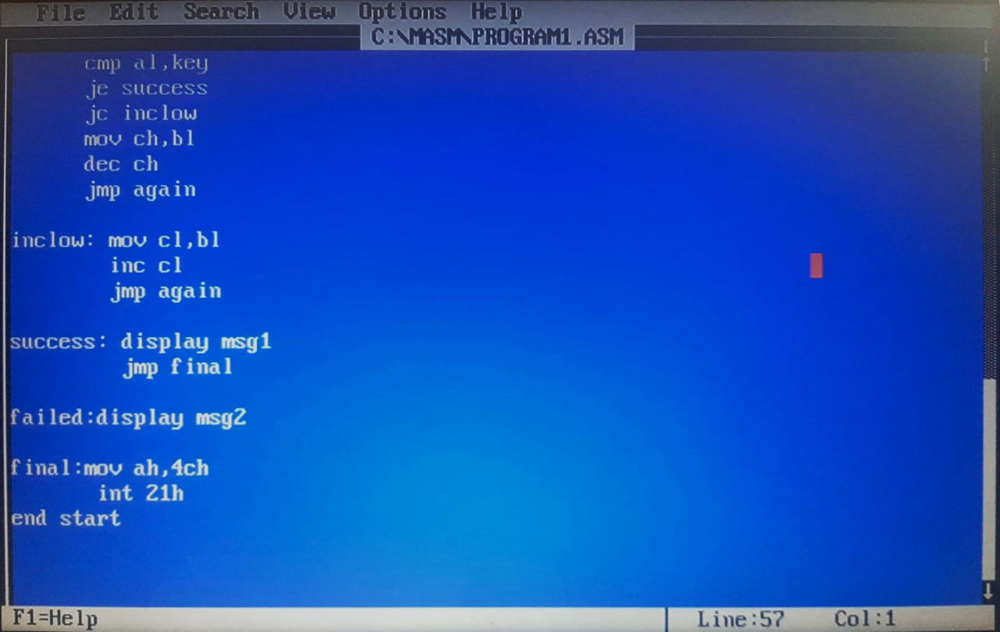 File Edit Search View Options Help
C:\MASM\PROGRAM1.ASM
cmp al,key
je success
jc inclow
mov ch,bl
dec ch
jmp again
inclow: mov cl,bl
inc cl
jmp again
success: display msg1
jmp final
failed:display msg2
final:mov ah,4ch
int 21h
end start
F1=Help Line:57 Col:1